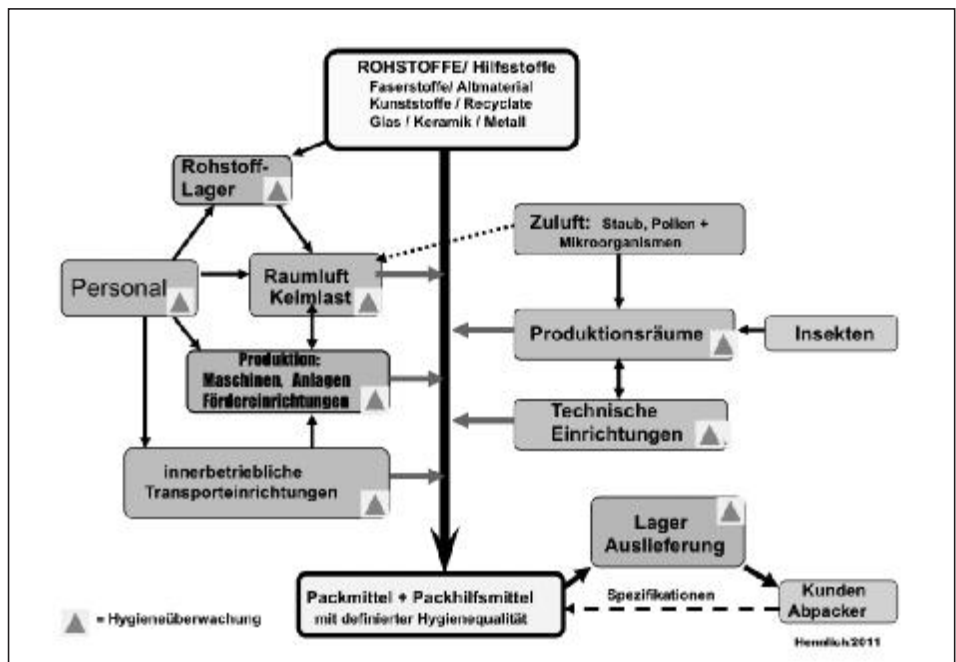 ROHSTOFFE/ Hilfsstoffe
Faserstoffe/ Altmaterial
Kunststoffe / Recyclate
Glas / Keramik / Metall
Rohstoff-
Lager
Zuluft: Staub, Pollen +
Mikroorganismen
Personal
Raumluft
Keimlast
Produktionsräume
Insekten
Produktion:
Maschinen, Anlagen
Fördereinrichtungen
Technische
Einrichtungen
innerbetriebliche
Transporteinrichtungen
Lager
Auslieferung
Packmittel + Packhilfsmittel
mit definierter Hygienequalität
Spezifikationen
Kunden
Abpacker
= Hygieneüberwachung
Hennlich/2011